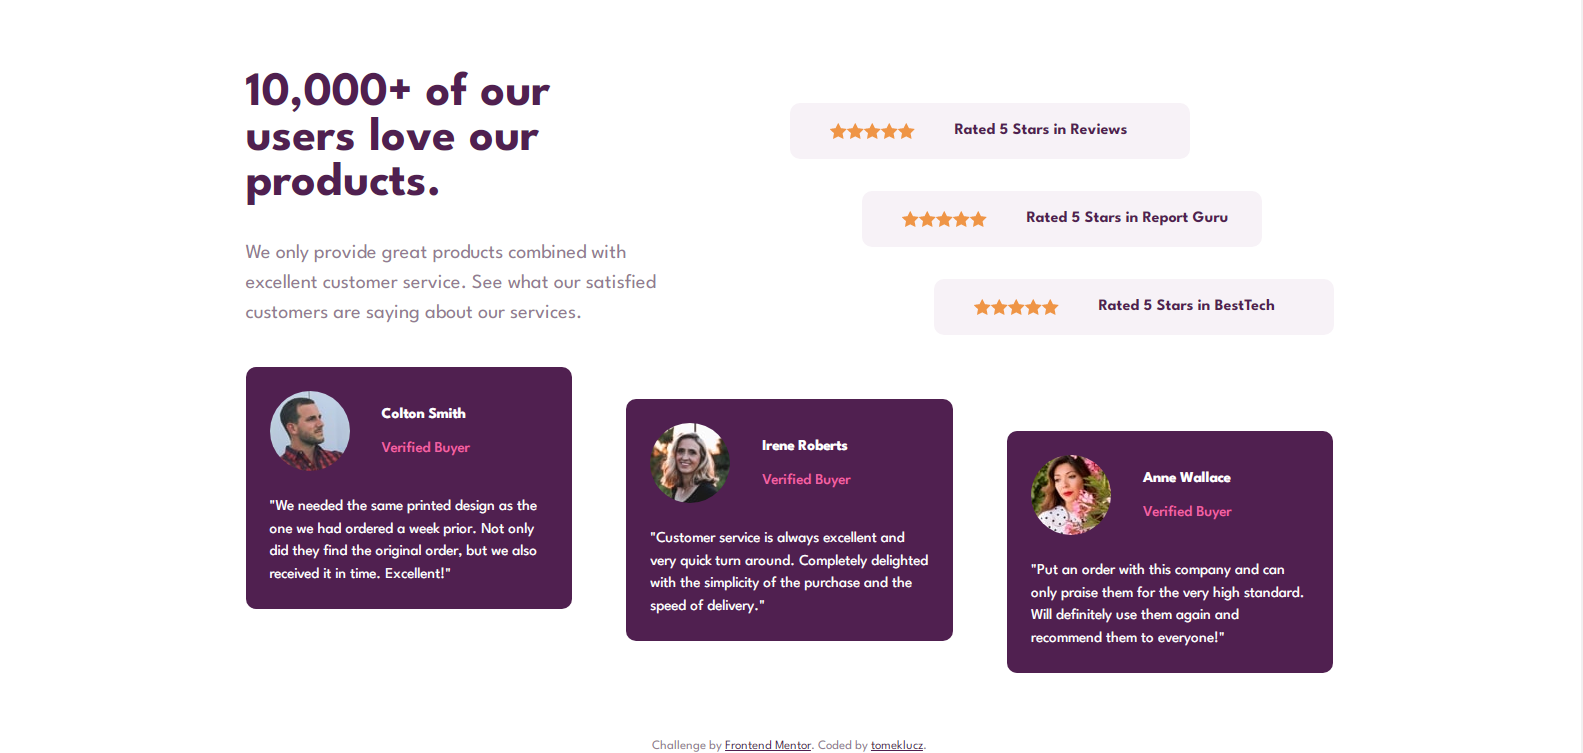 10,000+ of our
users love our
products.
We only provide great products combined with
excellent customer service. See what our satisfied
customers are saying about our services.
Rated 5 Stars in Reviews
Rated 5 Stars in Report Guru
Rated 5 Stars in BestTech
Colton Smith
Verified Buyer
"We needed the same printed design as the
one we had ordered a week prior. Not only
did they find the original order, but we also
received it in time. Excellent!"
Irene Roberts
Verified Buyer
"Customer service is always excellent and
very quick turn around. Completely delighted
with the simplicity of the purchase and the
speed of delivery."
Anne Wallace
Verified Buyer
"Put an order with this company and can
only praise them for the very high standard.
Will definitely use them again and
recommend them to everyone!"
Challenge by Frontend Mentor. Coded by tomeklucz.